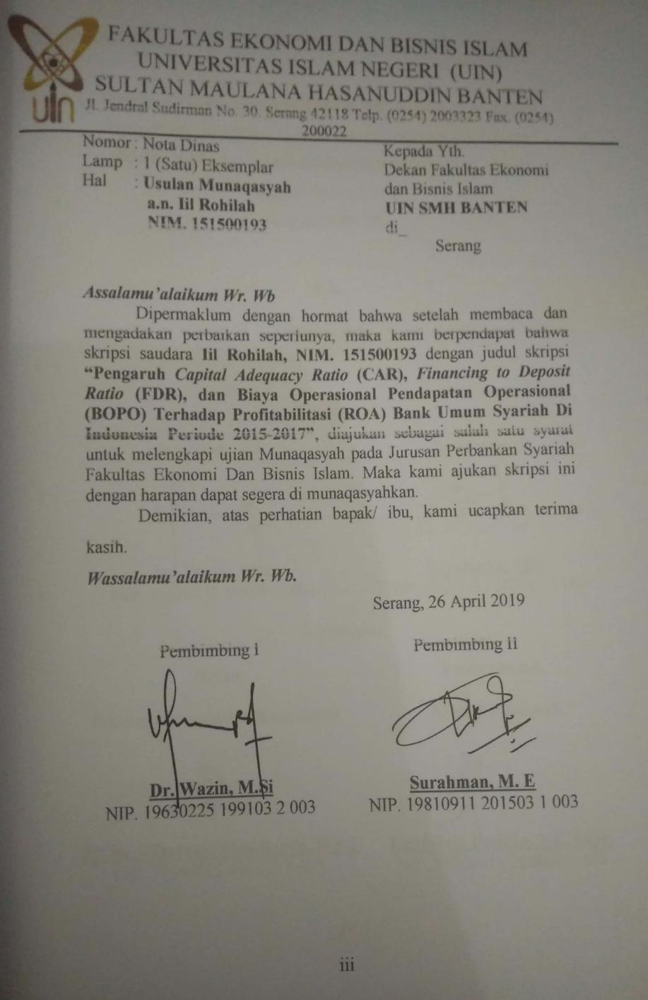 FAKULTAS EKONOMI DAN BISNIS ISLAM
UNIVERSITAS ISLAM NEGERI (UIN)
SULTAN MAULANA HASANUDDIN BANTEN
uin
Jl. Jendral Sudirman No. 30. Serang 42118 Telp. (0254) 2003323 Fax. (0254)
200022
Nomor : Nota Dinas
Lamp : 1 (Satu) Eksemplar
Hal : Usulan Munaqasyah
a.n. Iil Rohilah
NIM. 151500193
Kepada Yth.
Dekan Fakultas Ekonomi
dan Bisnis Islam
UIN SMH BANTEN
di_
Serang
Assalamu'alaikum Wr. Wb
Dipermaklum dengan hormat bahwa setelah membaca dan
mengadakan perbaikan seperlunya, maka kami berpendapat bahwa
skripsi saudara Iil Rohilah, NIM. 151500193 dengan judul skripsi
“Pengaruh Capital Adequacy Ratio (CAR), Financing to Deposit
Ratio (FDR), dan Biaya Operasional Pendapatan Operasional
(BOPO) Terhadap Profitabilitasi (ROA) Bank Umum Syariah Di
Indonesia Periode 2015-2017”, diajukan sebagai salah satu syarat
untuk melengkapi ujian Munaqasyah pada Jurusan Perbankan Syariah
Fakultas Ekonomi Dan Bisnis Islam. Maka kami ajukan skripsi ini
dengan harapan dapat segera di munaqasyahkan.
Demikian, atas perhatian bapak/ ibu, kami ucapkan terima
kasih.
Wassalamu'alaikum Wr. Wb.
Serang, 26 April 2019
Pembimbing I
Pembimbing II
Dr. Wazin, M.Si
NIP. 19630225 199103 2 003
Surahman, M. E
NIP. 19810911 201503 1 003
iii